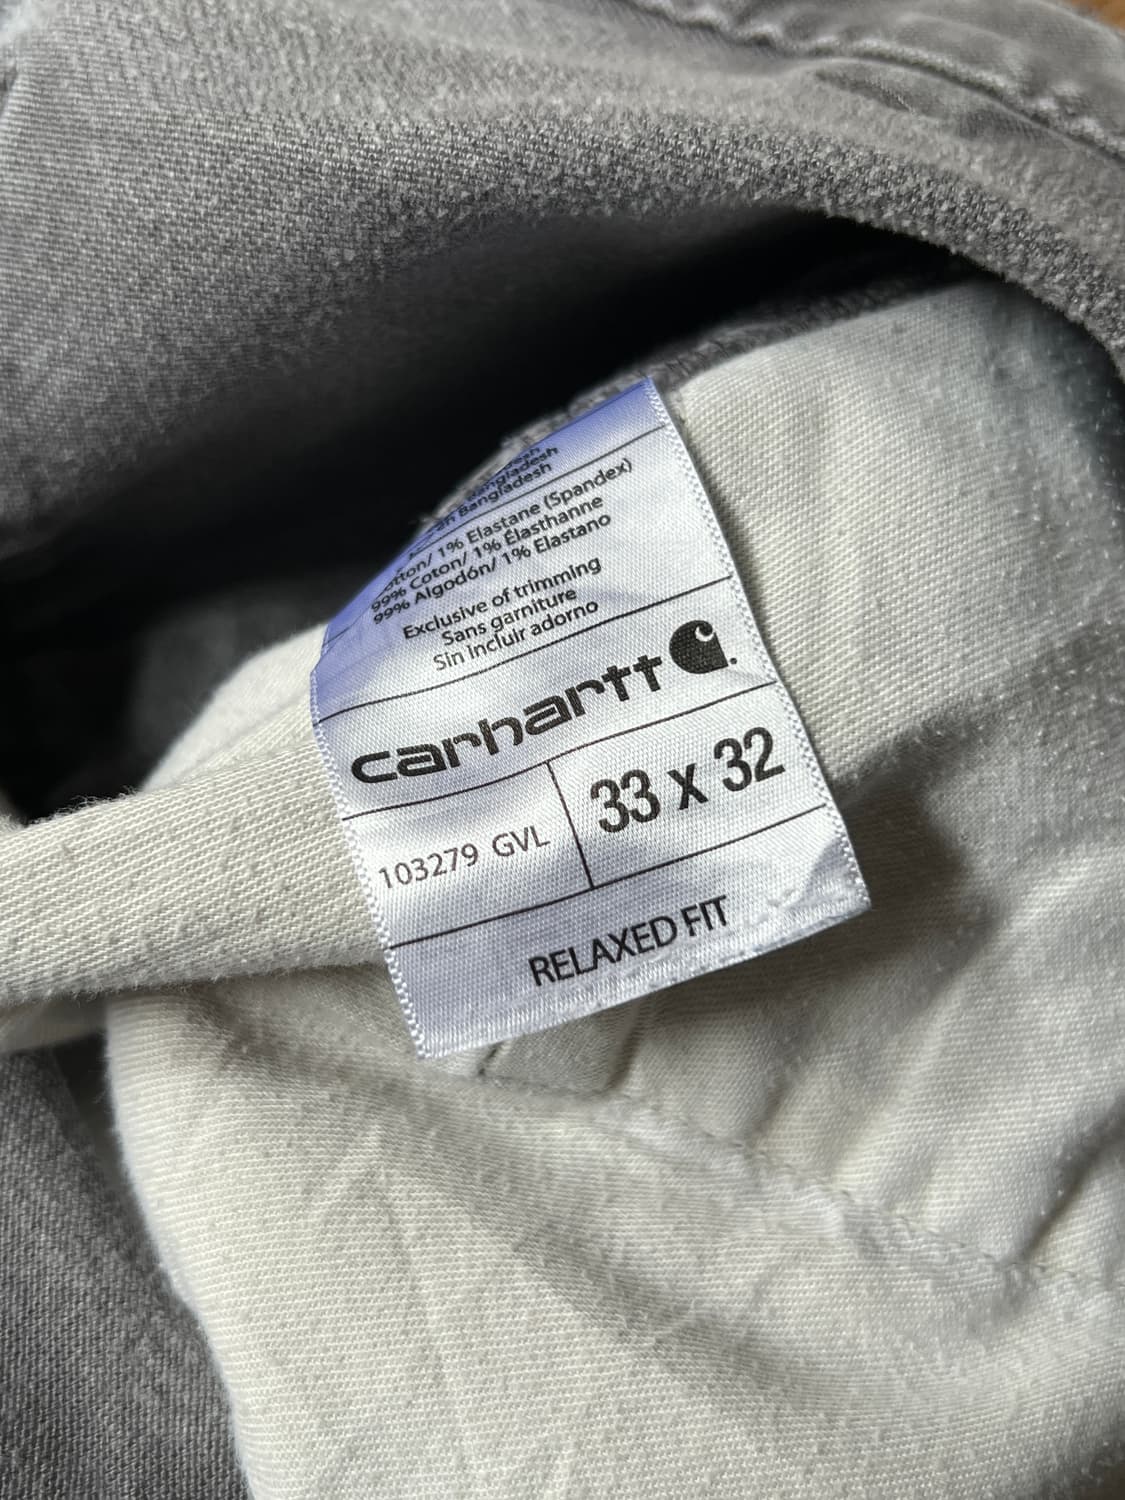 Bangladesh
Bangladesh
1% Elastane (Spandex)
99% Coton/ 1% Élasthanne
99% Algodón/ 1% Elastano
Exclusive of trimming
Sans garniture
Sin incluir adorno
carhartt
103279 GVL
33 x 32
RELAXED FIT